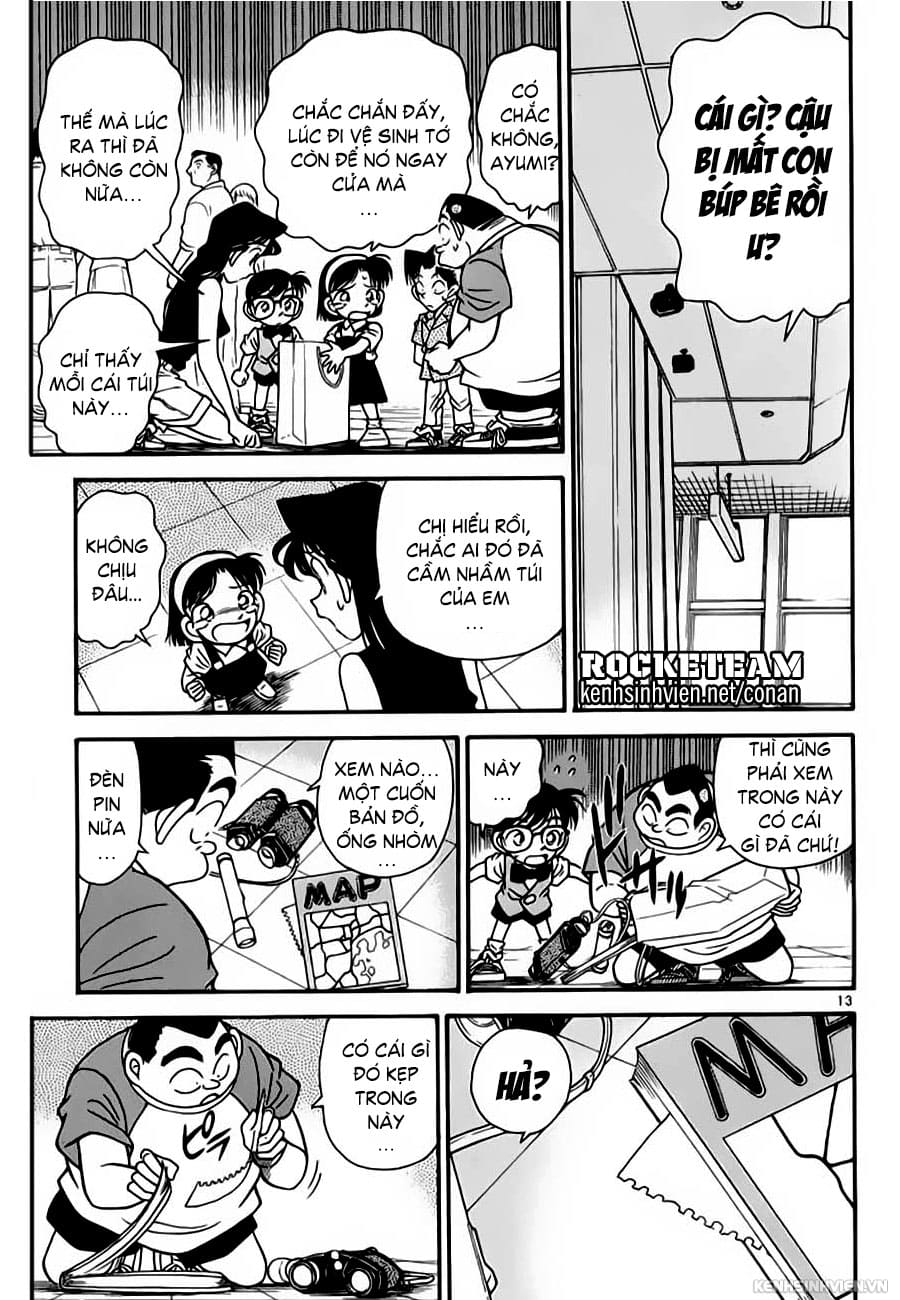 CÁI GÌ? CẬU
BỊ MẤT CON
BÚP BÊ RỒI
Ư?
CÓ
CHẮC
KHÔNG,
AYUMI?
CHẮC CHẮN ĐẤY,
LÚC ĐI VỆ SINH TỚ
CÒN ĐỂ NÓ NGAY
CỬA MÀ
...
THẾ MÀ LÚC
RA THÌ ĐÃ
KHÔNG CÒN
NỮA...
CHỈ THẤY
MỖI CÁI TÚI
NÀY...
CHỊ HIỂU RỒI,
CHẮC AI ĐÓ ĐÃ
CẦM NHẦM TÚI
CỦA EM
...
KHÔNG
CHỊU
ĐÂU...
ROCKETEAM
kenhsinhvien.net/conan
THÌ CŨNG
PHẢI XEM
TRONG NÀY
CÓ CÁI
GÌ ĐÃ CHỨ!
NÀY
...
XEM NÀO...
MỘT CUỐN
BẢN ĐỒ,
ỐNG NHÒM
...
ĐÈN
PIN
NỮA
...
MAP
13
HẢ?
MA
CÓ CÁI GÌ
ĐÓ KẸP
TRONG
NÀY
...
ピラ
KENHSINHVIEN.VN